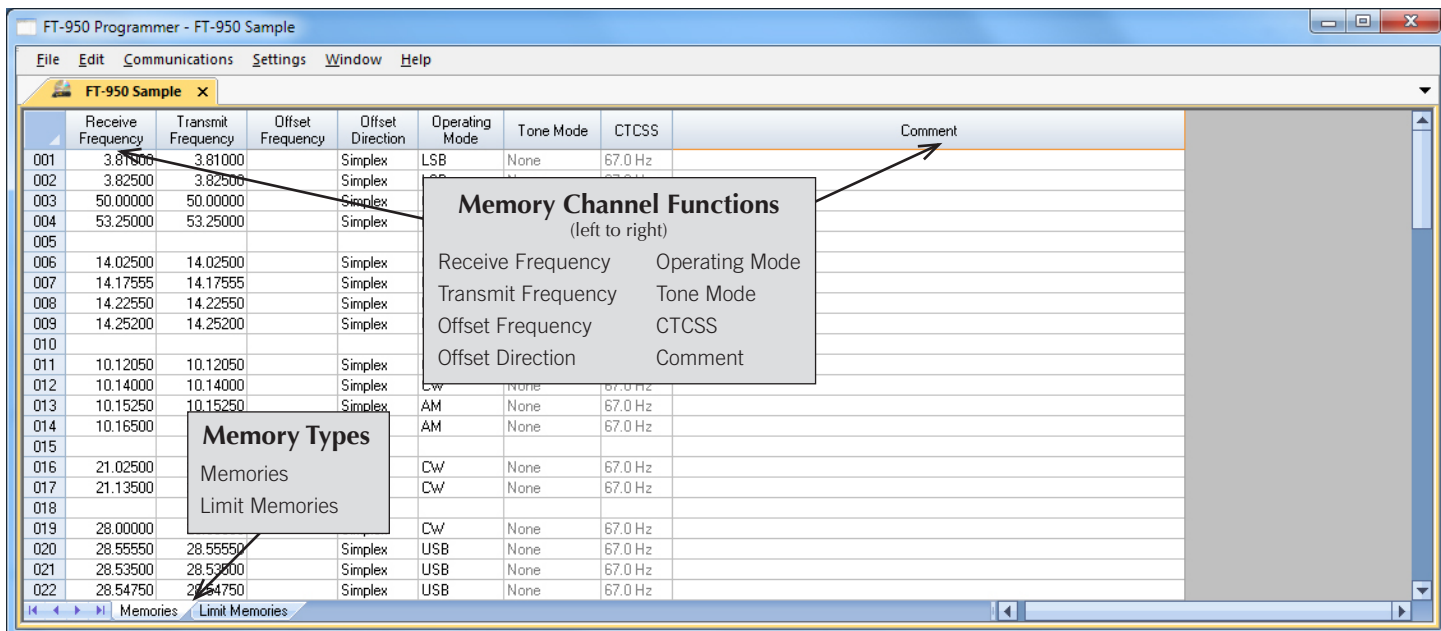 FT-950 Programmer - FT-950 Sample
File Edit Communications Settings Window Help
FT-950 Sample X
Receive Frequency Transmit Frequency Offset Frequency Offset Direction Operating Mode Tone Mode CTCSS Comment
001 3.81000 3.81000 Simplex LSB None 67.0 Hz
002 3.82500 3.82500 Simplex
003 50.00000 50.00000 Simplex
004 53.25000 53.25000 Simplex
005
006 14.02500 14.02500 Simplex
007 14.17555 14.17555 Simplex
008 14.22550 14.22550 Simplex
009 14.25200 14.25200 Simplex
010
011 10.12050 10.12050 Simplex
012 10.14000 10.14000 Simplex CW None 67.0 Hz
013 10.15250 10.15250 Simplex AM None 67.0 Hz
014 10.16500 AM None 67.0 Hz
015
016 21.02500 CW None 67.0 Hz
017 21.13500 CW None 67.0 Hz
018
019 28.00000 CW None 67.0 Hz
020 28.55550 28.55550 Simplex USB None 67.0 Hz
021 28.53500 28.53500 Simplex USB None 67.0 Hz
022 28.54750 28.54750 Simplex USB None 67.0 Hz
Memory Channel Functions
(left to right)
Receive Frequency Operating Mode
Transmit Frequency Tone Mode
Offset Frequency CTCSS
Offset Direction Comment
Memory Types
Memories
Limit Memories
Memories Limit Memories